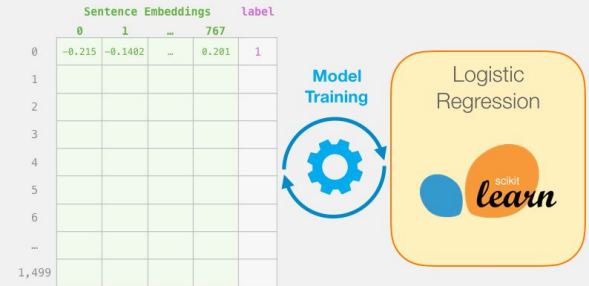 Sentence Embeddings label
0 1 … 767
0 −0.215 −0.1402 … 0.201 1
1
2
3
4
5
6
…
1,499
Model
Training
Logistic
Regression
scikit
learn